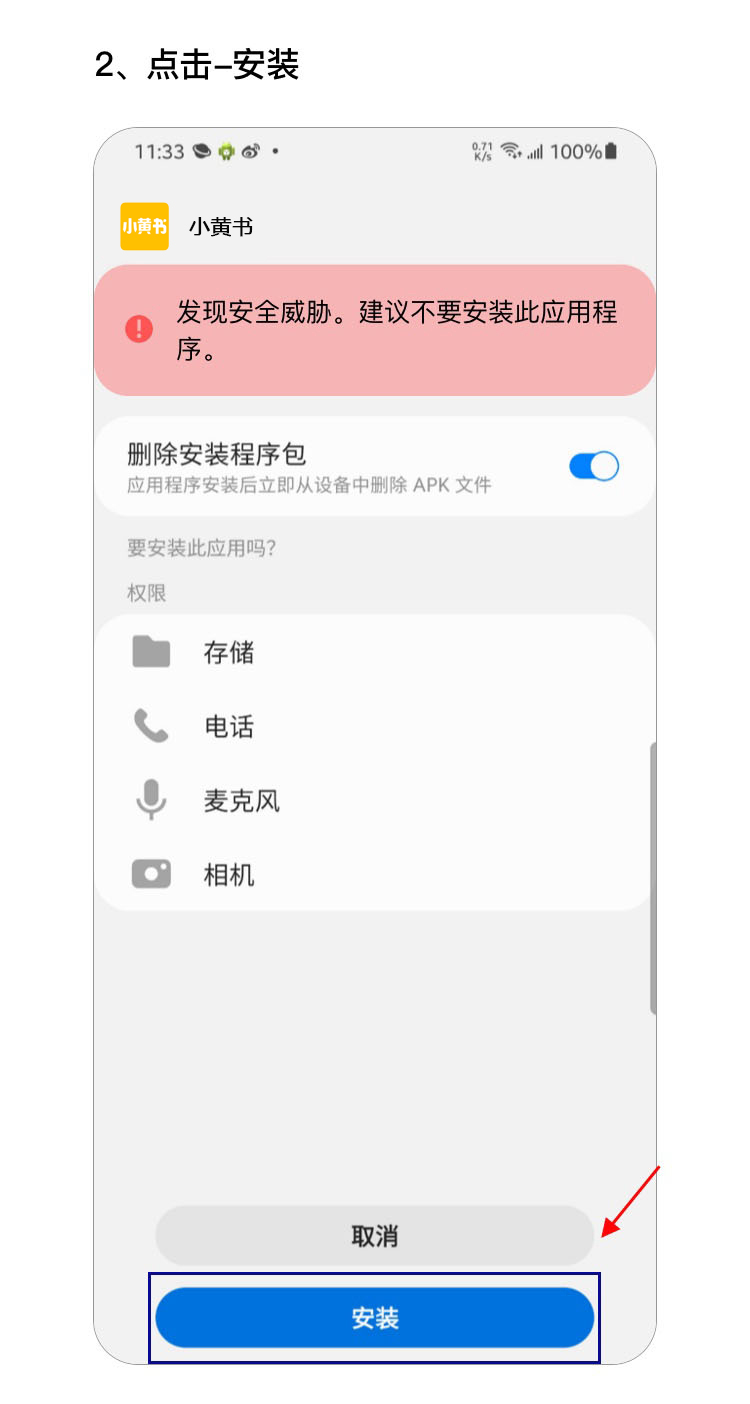 2、点击–安装
11:33
0.71
K/s
100%
小黄书
小黄书
发现安全威胁。建议不要安装此应用程
序。
删除安装程序包
应用程序安装后立即从设备中删除 APK 文件
要安装此应用吗?
权限
存储
电话
麦克风
相机
取消
安装